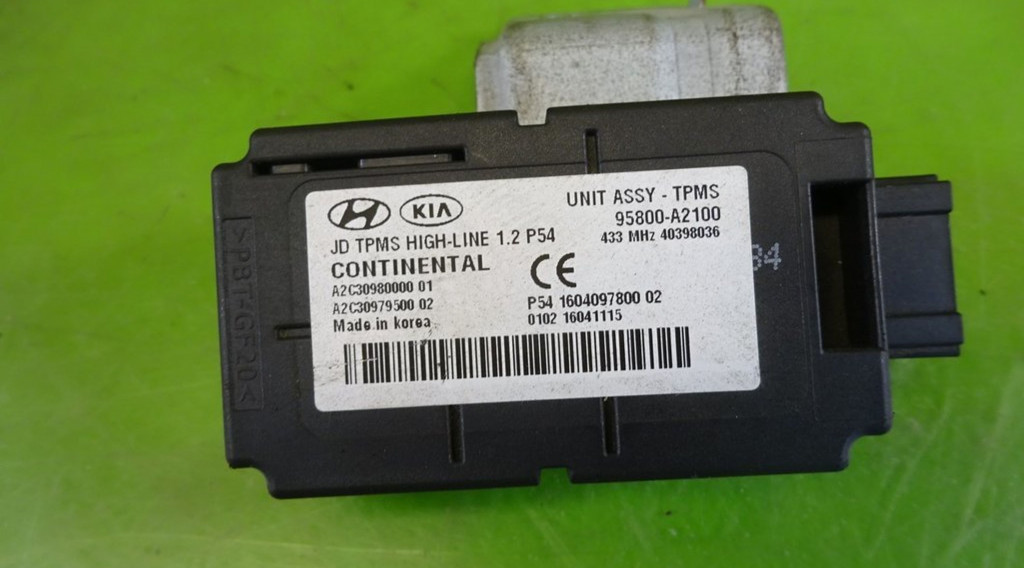 KIA
UNIT ASSY - TPMS
95800-A2100
433 MHz 40398036
JD TPMS HIGH-LINE 1.2 P54
CONTINENTAL
CE
A2C30980000 01
A2C30979500 02
Made in korea
P54 1604097800 02
0102 16041115
>PBT+GF20<